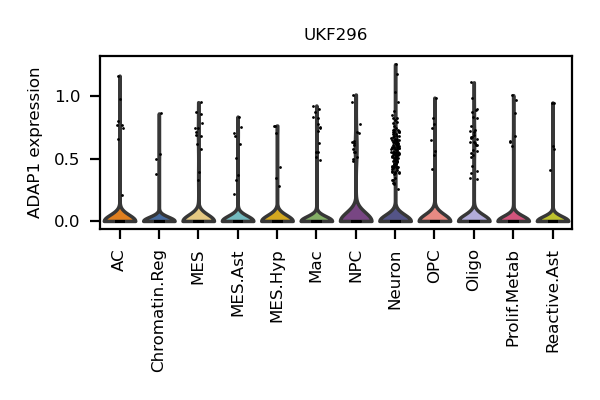 UKF296
ADAP1 expression
1.0
0.5
0.0
AC
Chromatin.Reg
MES
MES.Ast
MES.Hyp
Mac
NPC
Neuron
OPC
Oligo
Prolif.Metab
Reactive.Ast